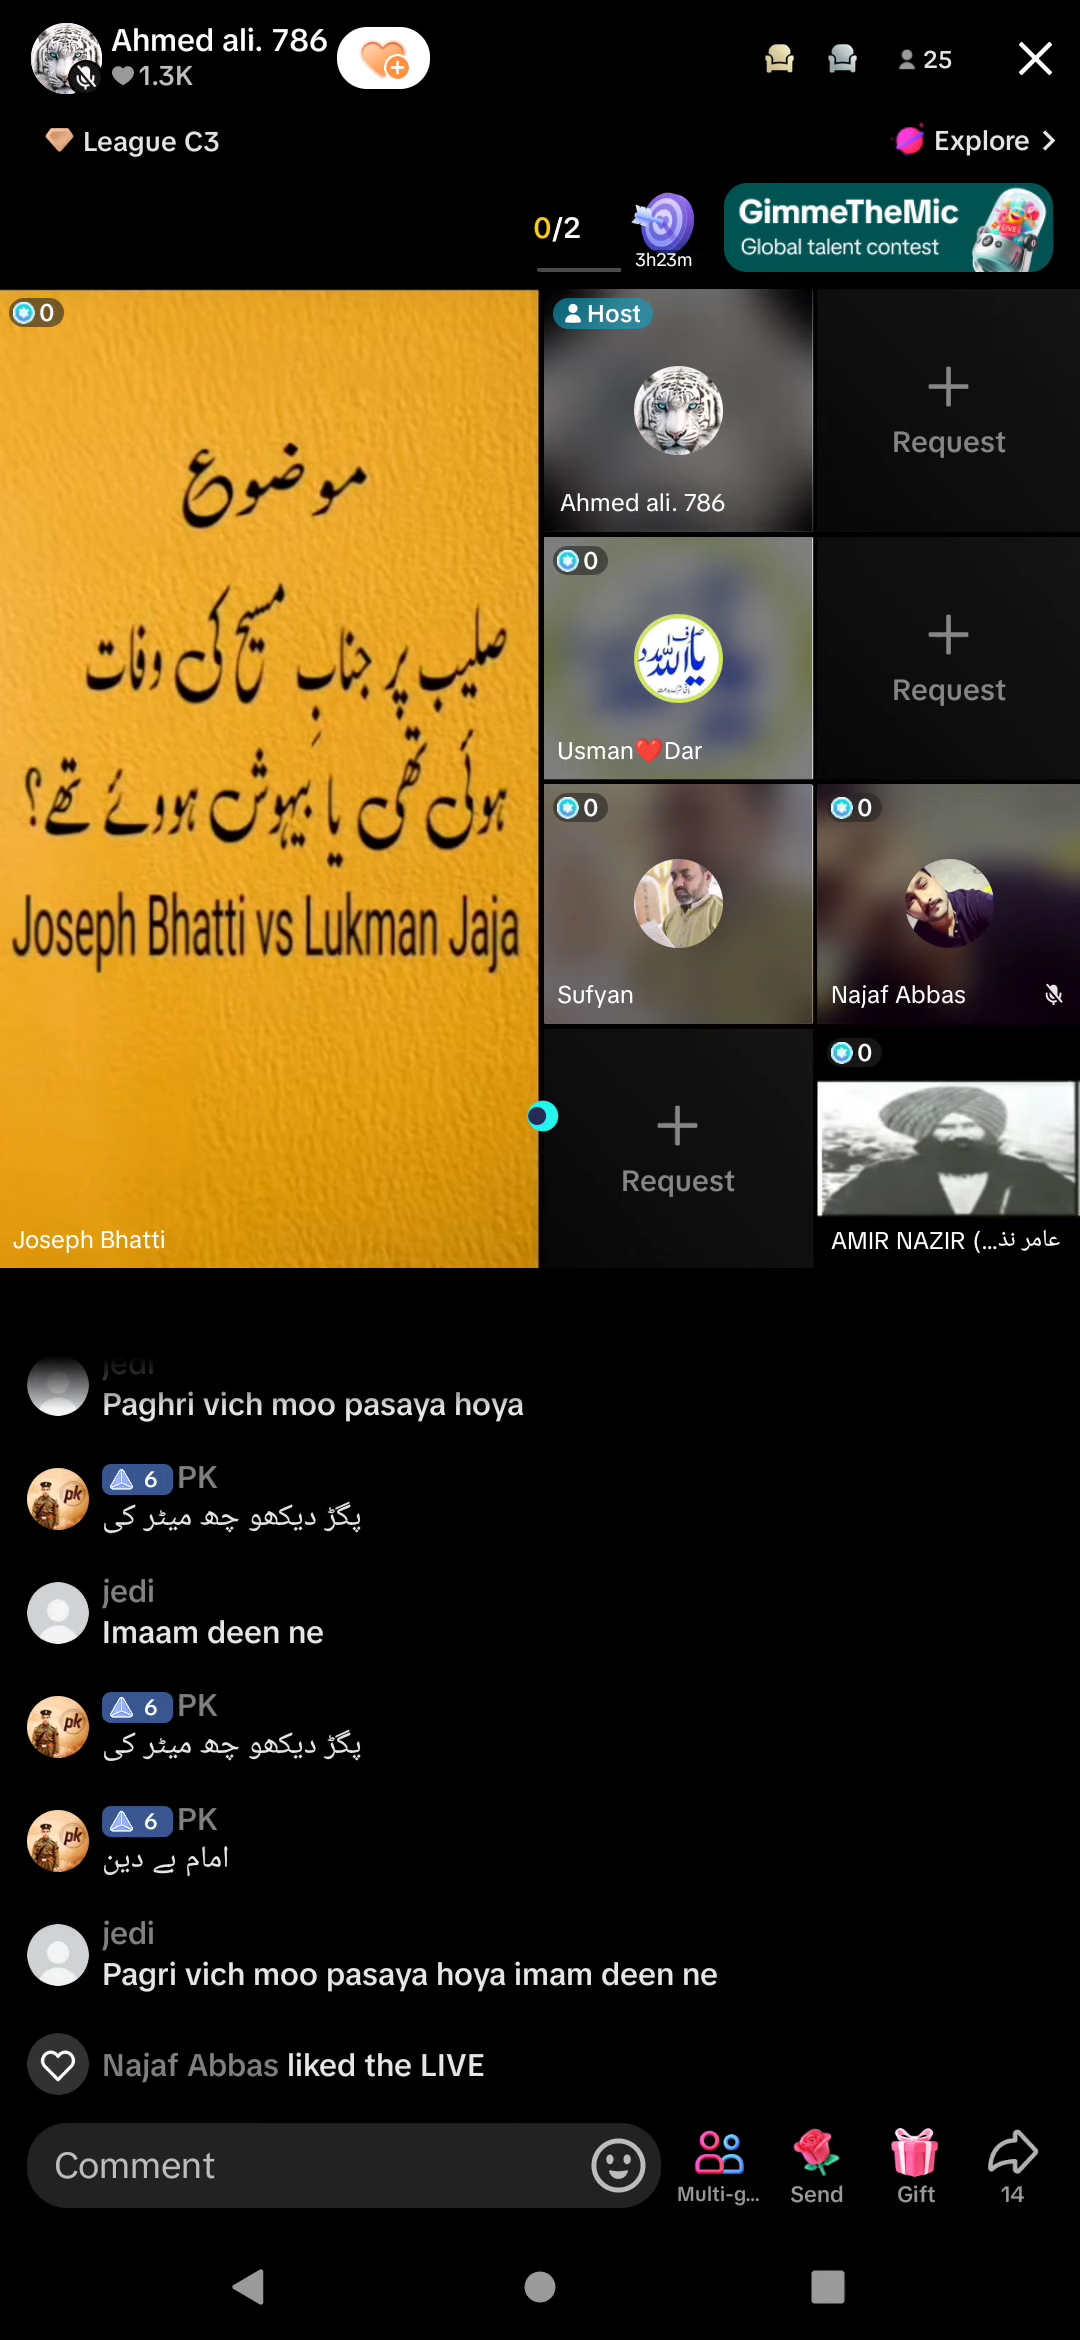 Ahmed ali. 786
1.3K
25
League C3
Explore
0/2
3h23m
GimmeTheMic
Global talent contest
0
موضوع
صلیب پر جنابِ مسیح کی وفات
ہوئی تھی یا بیہوش ہووئے تھے؟
Joseph Bhatti vs Lukman Jaja
Joseph Bhatti
Host
Ahmed ali. 786
Request
0
یا اللہ مدد
Usman❤️Dar
Request
0
Sufyan
0
Najaf Abbas
Request
0
AMIR NAZIR (...عامر نذ
jedi
Paghri vich moo pasaya hoya
6 PK
پگڑ دیکھو چھ میٹر کی
jedi
Imaam deen ne
6 PK
پگڑ دیکھو چھ میٹر کی
6 PK
امام بے دین
jedi
Pagri vich moo pasaya hoya imam deen ne
Najaf Abbas liked the LIVE
Comment
Multi-g...
Send
Gift
14